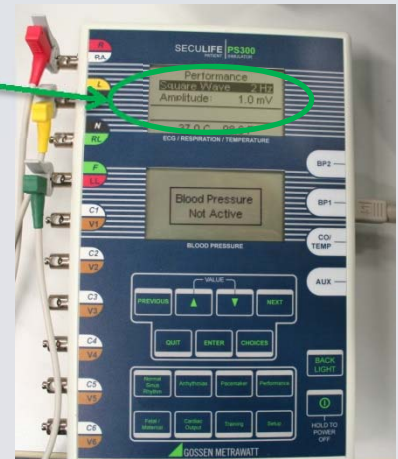 R
RA
SECULIFE PS300
PATIENT SIMULATOR
L
Performance
Square Wave 2 Hz
Amplitude: 1.0 mV
N
RL
ECG / RESPIRATION / TEMPERATURE
F
LL
BP2
Blood Pressure
Not Active
C1
V1
BP1
BLOOD PRESSURE
CO/
TEMP
C2
V2
AUX
C3
V3
VALUE
PREVIOUS
NEXT
C4
V4
QUIT
ENTER
CHOICES
BACK
LIGHT
C5
V5
Normal
Sinus
Rhythm
Arrhythmias
Pacemaker
Performance
C6
V6
Fetal /
Maternal
Cardiac
Output
Training
Setup
HOLD TO
POWER
OFF
GOSSEN METRAWATT